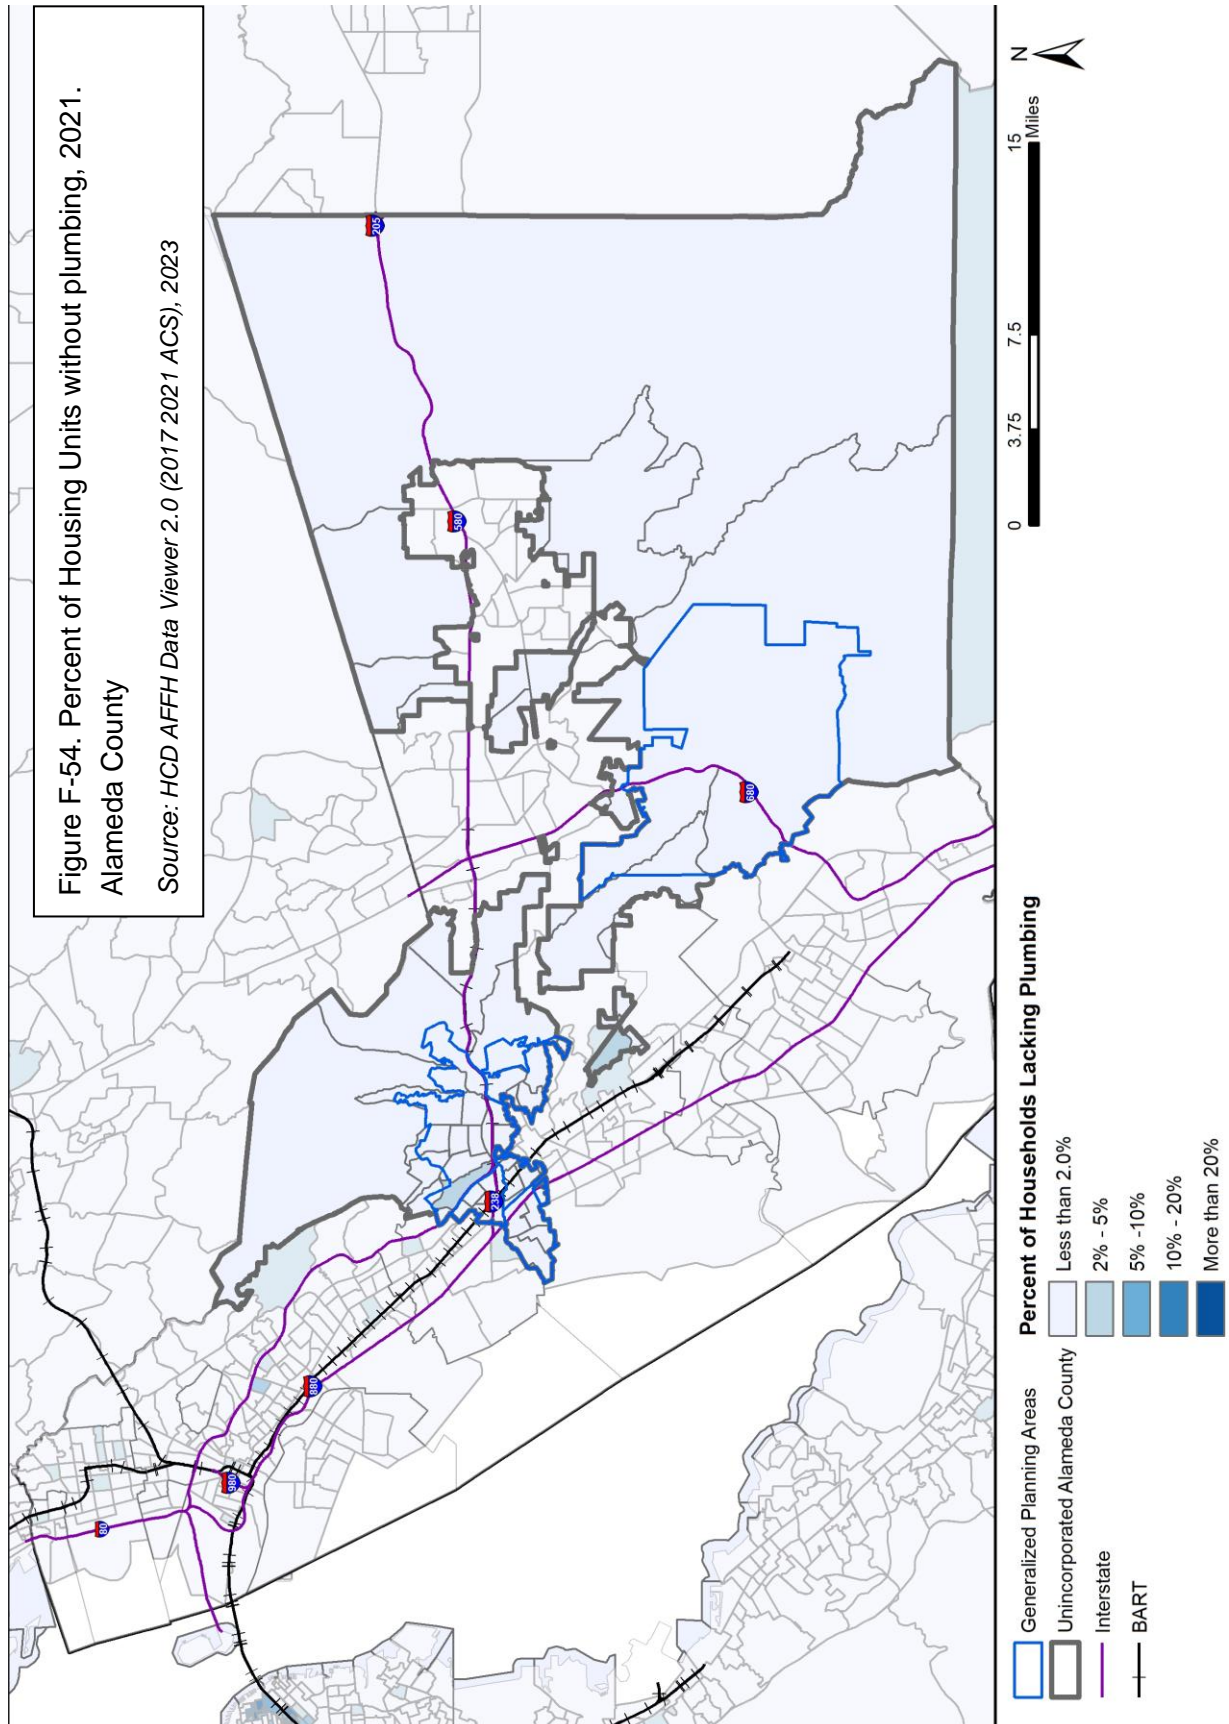 Figure F-54. Percent of Housing Units without plumbing, 2021.
Alameda County
Source: HCD AFFH Data Viewer 2.0 (2017 2021 ACS), 2023
80
980
880
238
680
580
205
Generalized Planning Areas
Unincorporated Alameda County
Interstate
BART
Percent of Households Lacking Plumbing
Less than 2.0%
2% - 5%
5% -10%
10% - 20%
More than 20%
0 3.75 7.5 15
Miles
N